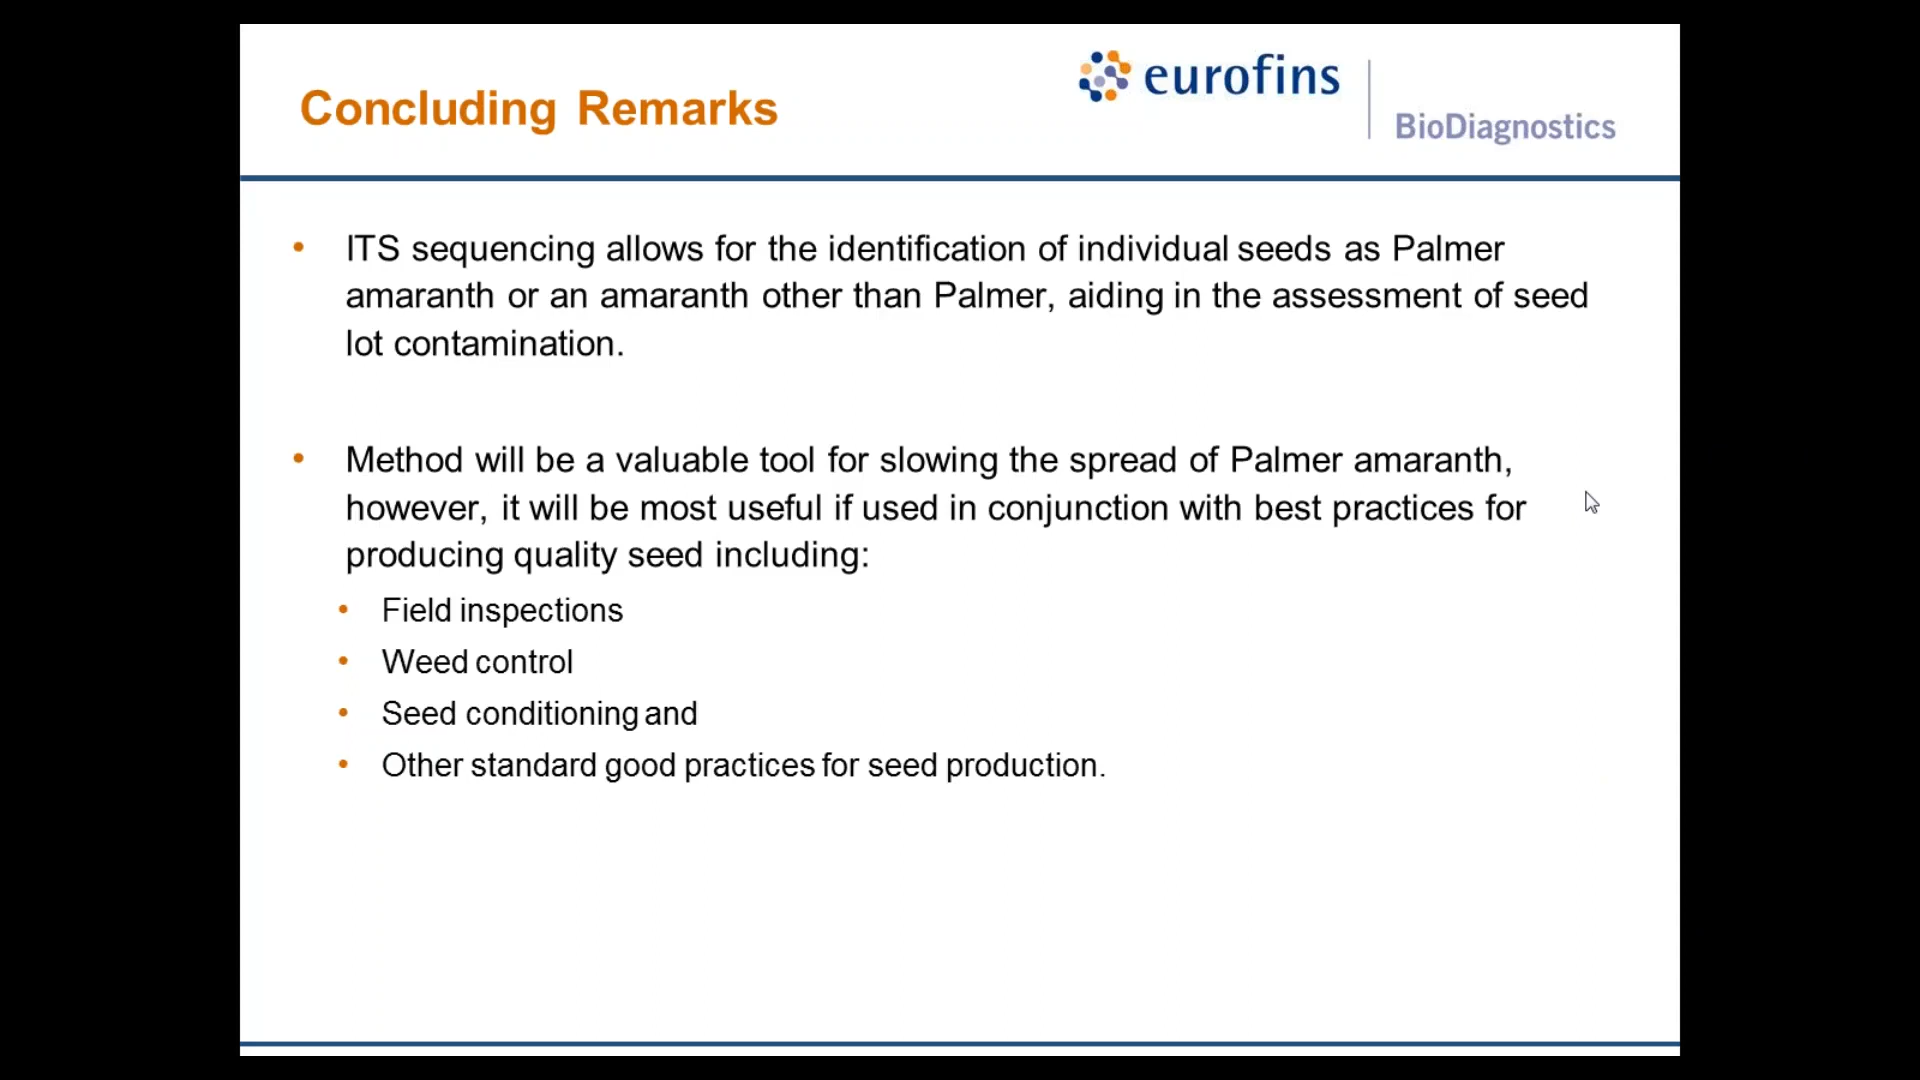 Concluding Remarks
eurofins
BioDiagnostics
• ITS sequencing allows for the identification of individual seeds as Palmer
amaranth or an amaranth other than Palmer, aiding in the assessment of seed
lot contamination.
• Method will be a valuable tool for slowing the spread of Palmer amaranth,
however, it will be most useful if used in conjunction with best practices for
producing quality seed including:
• Field inspections
• Weed control
• Seed conditioning and
• Other standard good practices for seed production.